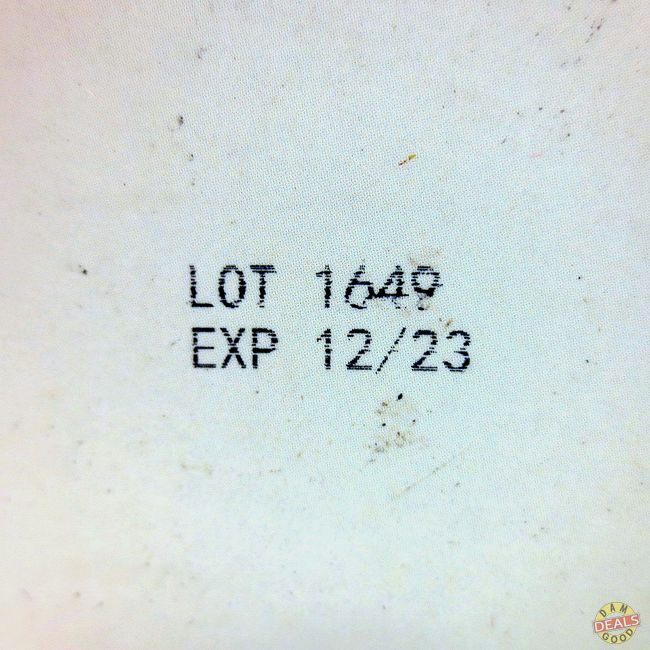 LOT 1649
EXP 12/23
DAM
DEALS
GOOD